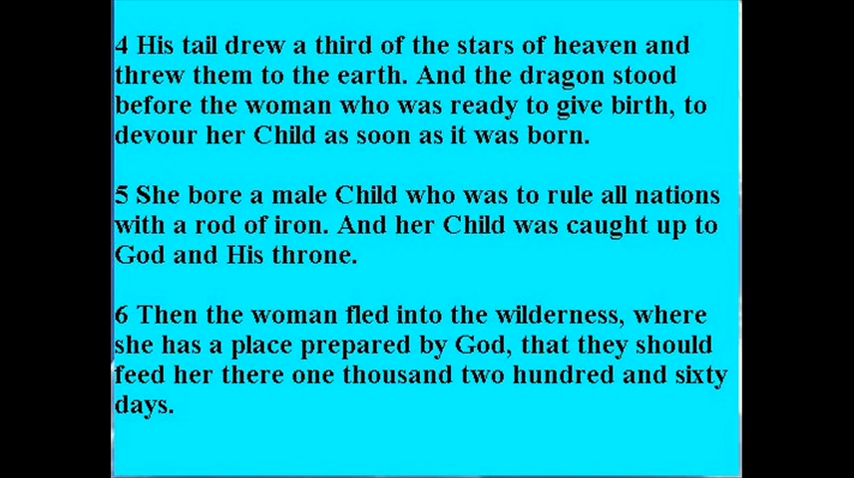 4 His tail drew a third of the stars of heaven and
threw them to the earth. And the dragon stood
before the woman who was ready to give birth, to
devour her Child as soon as it was born.
5 She bore a male Child who was to rule all nations
with a rod of iron. And her Child was caught up to
God and His throne.
6 Then the woman fled into the wilderness, where
she has a place prepared by God, that they should
feed her there one thousand two hundred and sixty
days.